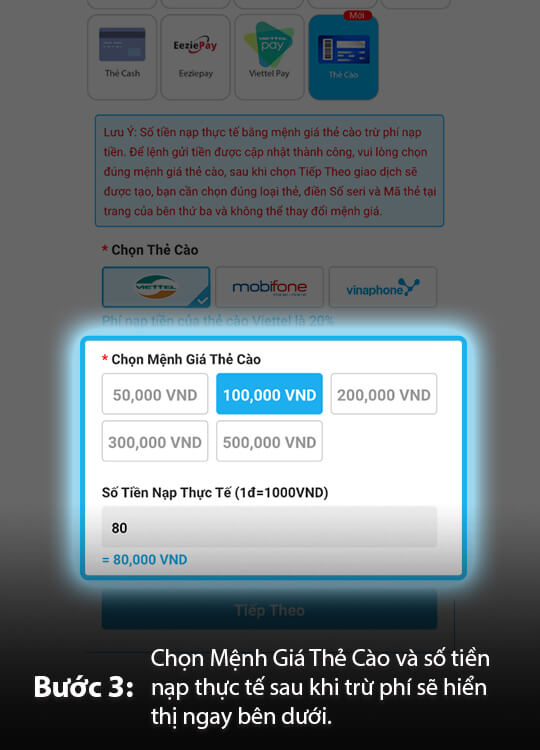 Mới
EeziePay
VIETTEL
pay
Thẻ Cash
Eeziepay
Viettel Pay
Thẻ Cào
Lưu Ý: Số tiền nạp thực tế bằng mệnh giá thẻ cào trừ phí nạp
tiền. Để lệnh gửi tiền được cập nhật thành công, vui lòng chọn
đúng mệnh giá thẻ cào, sau khi chọn Tiếp Theo giao dịch sẽ
được tạo, bạn cần chọn đúng loại thẻ, điền Số seri và Mã thẻ tại
trang của bên thứ ba và không thể thay đổi mệnh giá.
* Chọn Thẻ Cào
VIETTEL
mobifone
vinaphone
Phí nạp tiền của thẻ cào Viettel là 20%
* Chọn Mệnh Giá Thẻ Cào
50,000 VND
100,000 VND
200,000 VND
300,000 VND
500,000 VND
Số Tiền Nạp Thực Tế (1đ=1000VND)
80
= 80,000 VND
Tiếp Theo
Bước 3:
Chọn Mệnh Giá Thẻ Cào và số tiền
nạp thực tế sau khi trừ phí sẽ hiển
thị ngay bên dưới.